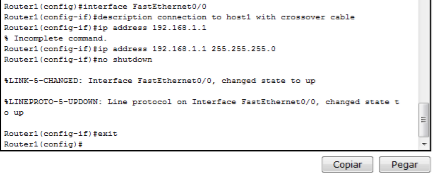 Router1(config)#interface FastEthernet0/0
Router1(config-if)#description connection to host1 with crossover cable
Router1(config-if)#ip address 192.168.1.1
% Incomplete command.
Router1(config-if)#ip address 192.168.1.1 255.255.255.0
Router1(config-if)#no shutdown
%LINK-5-CHANGED: Interface FastEthernet0/0, changed state to up
%LINEPROTO-5-UPDOWN: Line protocol on Interface FastEthernet0/0, changed state t
o up
Router1(config-if)#exit
Router1(config)#
Copiar
Pegar